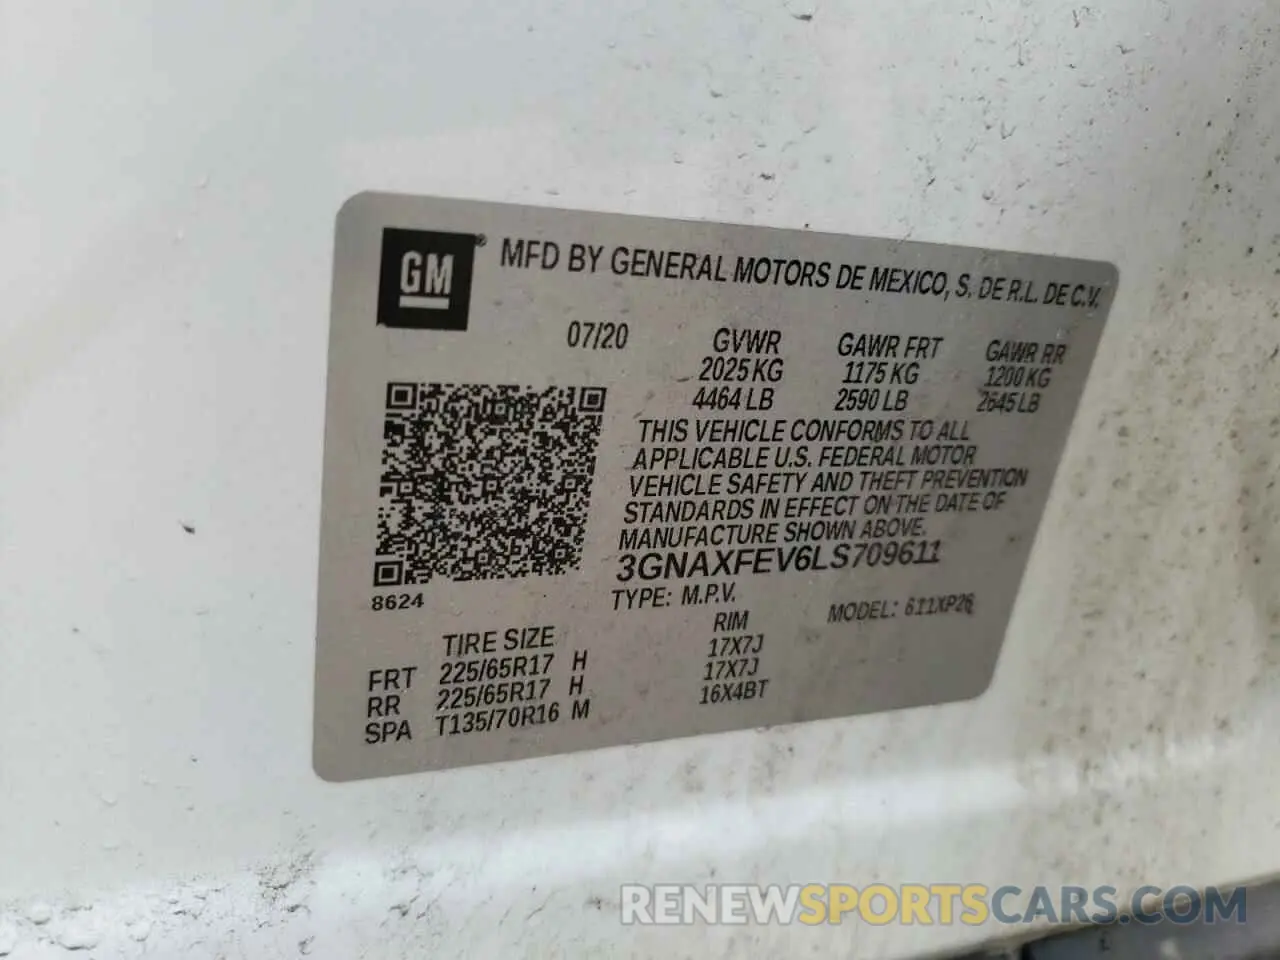 GM® MFD BY GENERAL MOTORS DE MEXICO, S. DE R.L. DE C.V.
07/20 GVWR GAWR FRT GAWR RR
2025 KG 1175 KG 1200 KG
4464 LB 2590 LB 2645 LB
THIS VEHICLE CONFORMS TO ALL
APPLICABLE U.S. FEDERAL MOTOR
VEHICLE SAFETY AND THEFT PREVENTION
STANDARDS IN EFFECT ON THE DATE OF
MANUFACTURE SHOWN ABOVE.
3GNAXFEV6LS709611
8624 TYPE: M.P.V. MODEL: 611XP26
TIRE SIZE RIM
FRT 225/65R17 H 17X7J
RR 225/65R17 H 17X7J
SPA T135/70R16 M 16X4BT
RENEWSPORTSCARS.COM